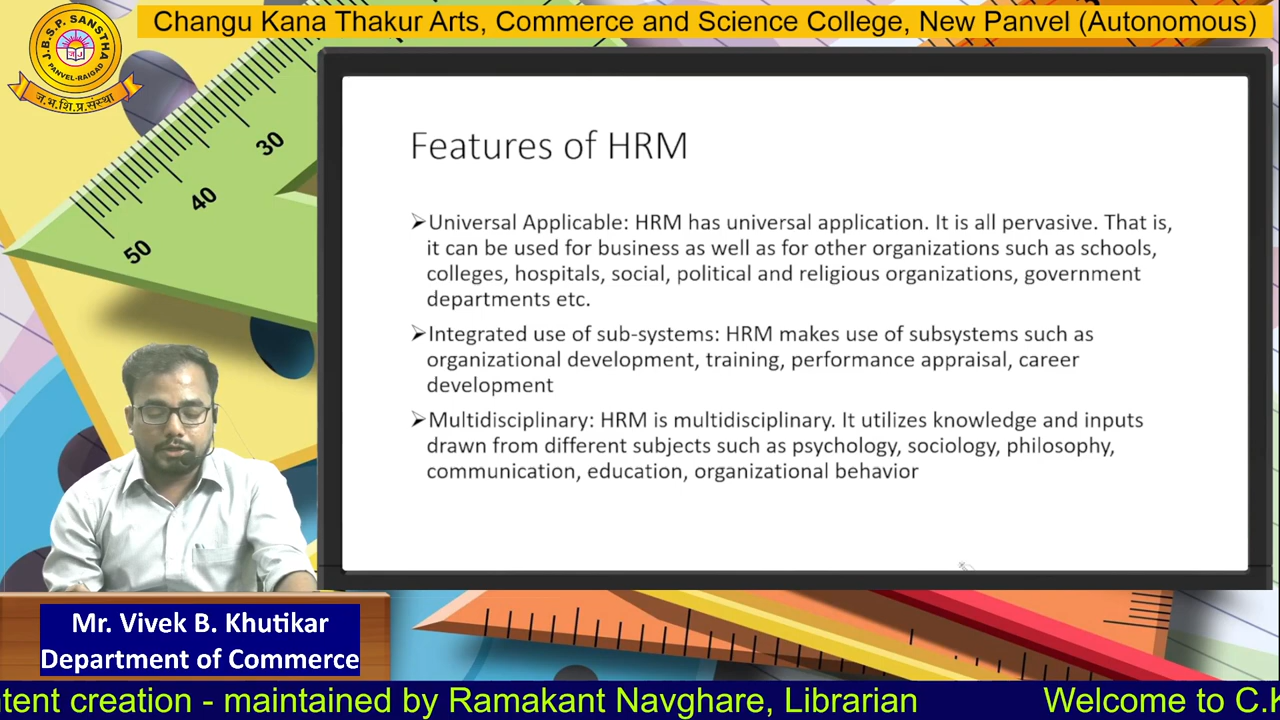 Changu Kana Thakur Arts, Commerce and Science College, New Panvel (Autonomous)
J.B.S.P. SANSTHA
PANVEL-RAIGAD
ज.भ.शि.प्र.संस्था
30
40
50
Features of HRM
➢Universal Applicable: HRM has universal application. It is all pervasive. That is,
it can be used for business as well as for other organizations such as schools,
colleges, hospitals, social, political and religious organizations, government
departments etc.
➢Integrated use of sub-systems: HRM makes use of subsystems such as
organizational development, training, performance appraisal, career
development
➢Multidisciplinary: HRM is multidisciplinary. It utilizes knowledge and inputs
drawn from different subjects such as psychology, sociology, philosophy,
communication, education, organizational behavior
Mr. Vivek B. Khutikar
Department of Commerce
ntent creation - maintained by Ramakant Navghare, Librarian Welcome to C.K